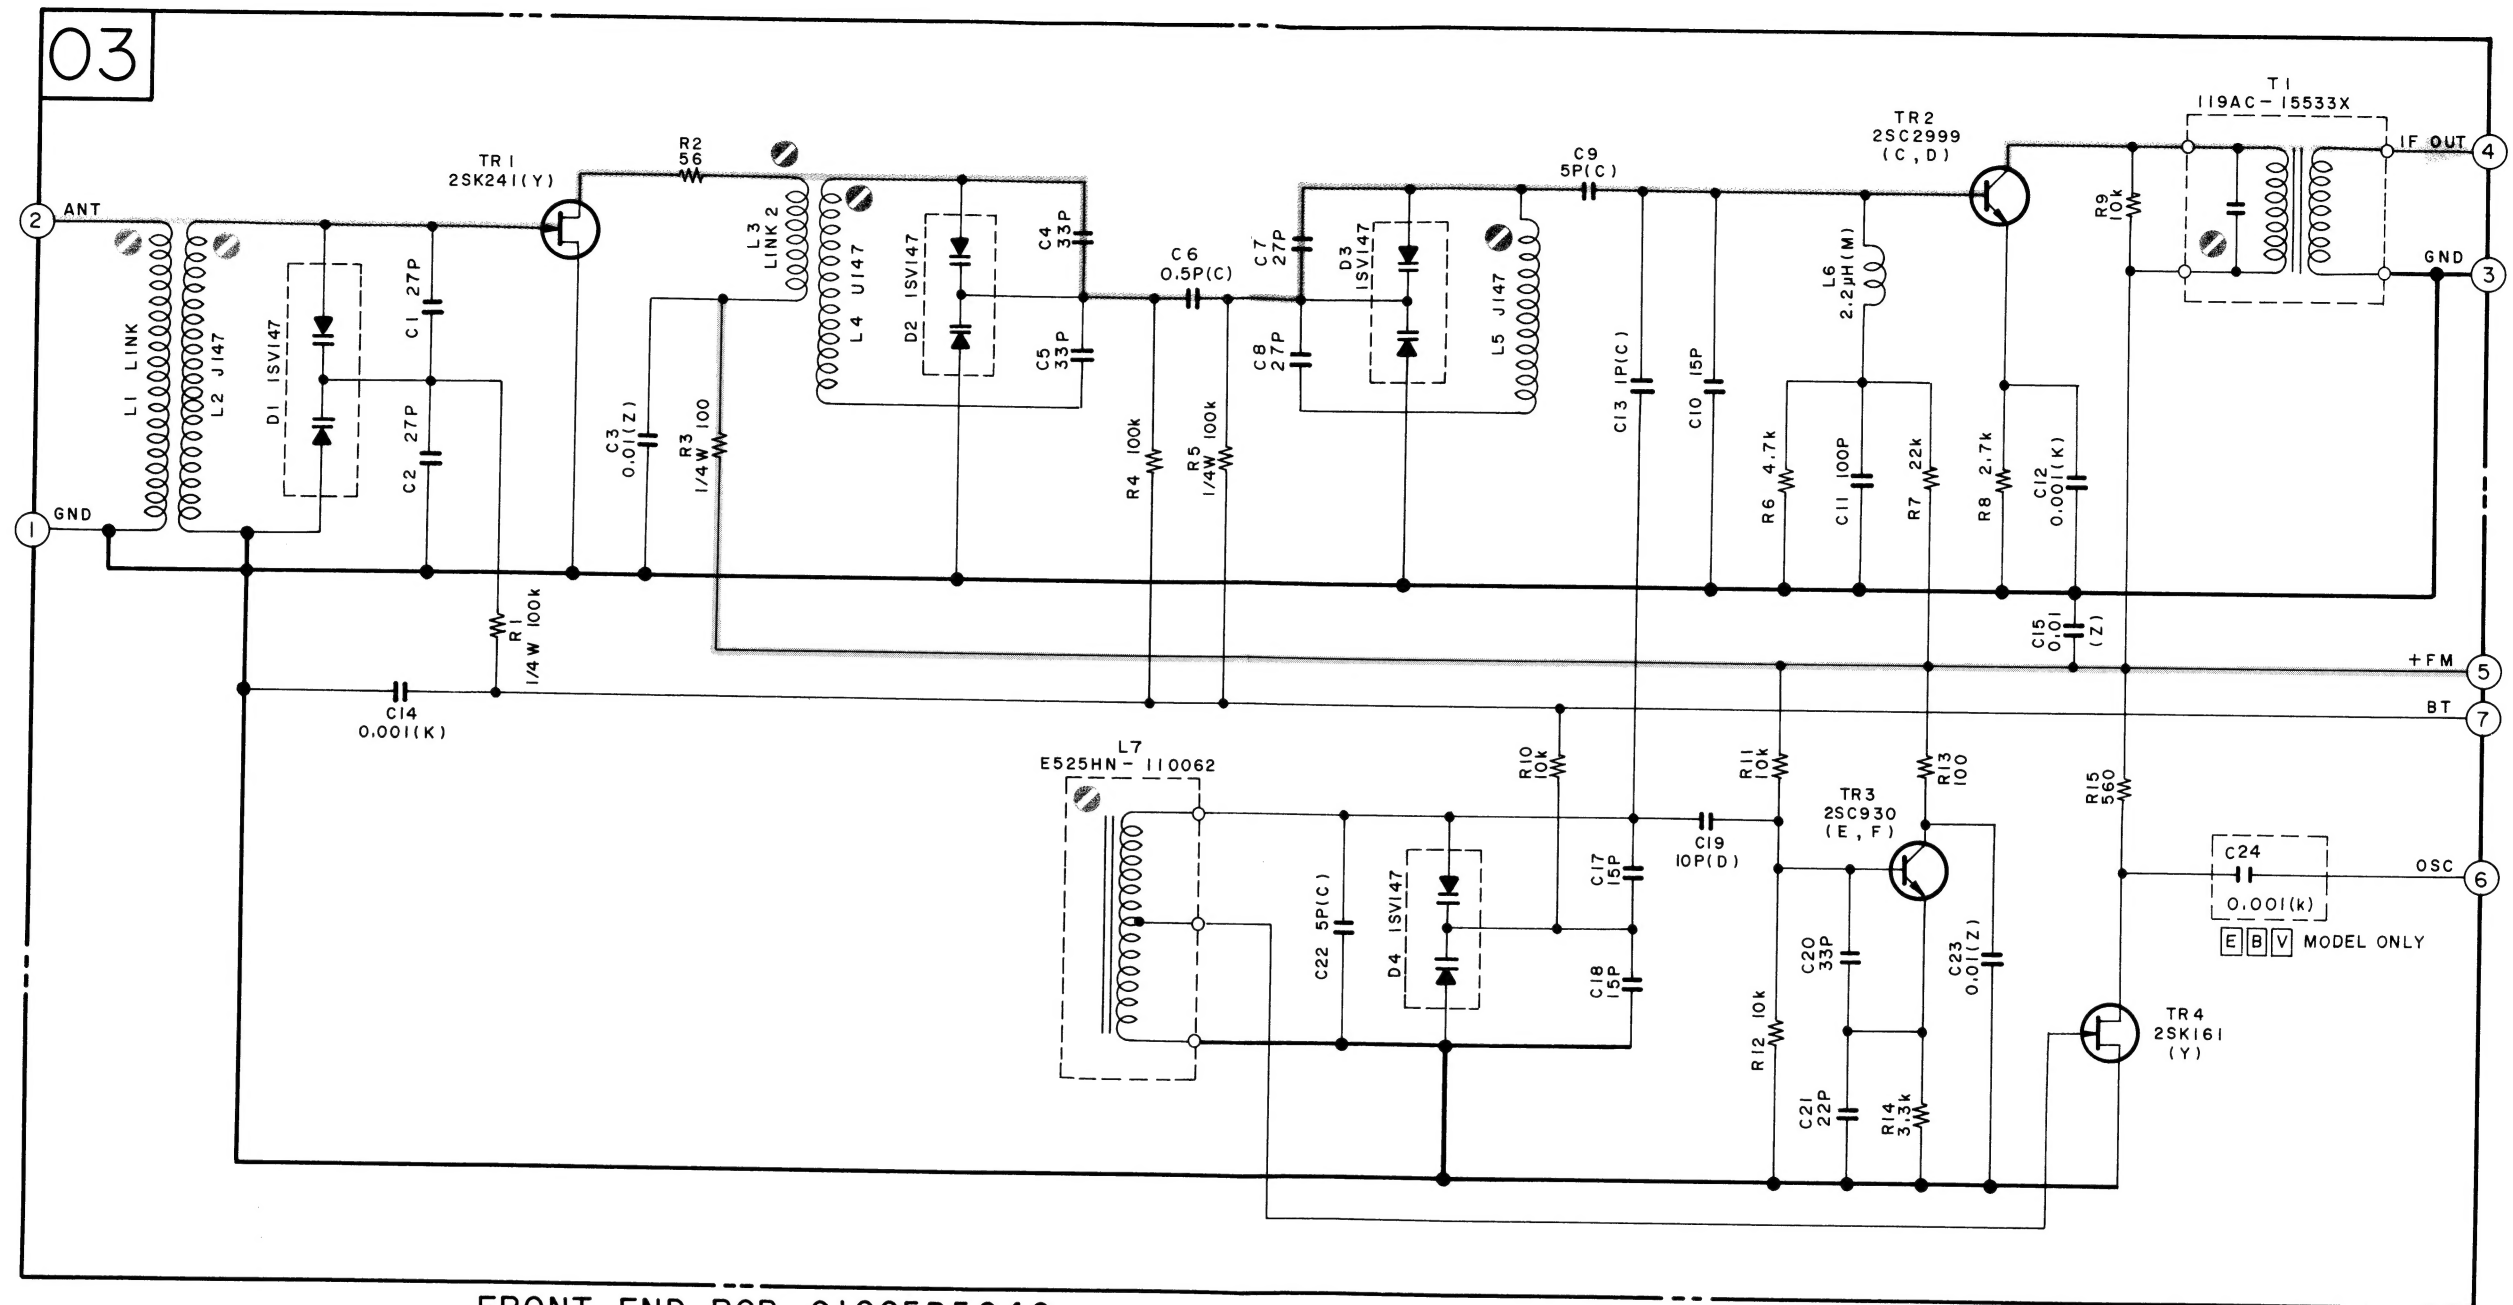 03
T1
119AC-15533X
TR2
2SC2999
(C,D)
IF OUT
4
R2
56
C9
5P(C)
TR1
2SK241(Y)
2
ANT
R9
10k
L3
LINK 2
C4
33P
C7
27P
D3
1SV147
C6
0.5P(C)
GND
3
L6
2.2μH(M)
L4 U147
D2 1SV147
L5 J147
C1 27P
L1 LINK
L2 J147
D1 1SV147
C5
33P
C8
27P
C13 1P(C)
C10 15P
C2 27P
C3
0.01(Z)
R3 100
1/4W
R4 100k
R5 100k
1/4W
R6 4.7k
C11 100P
R7 22k
R8 2.7k
C12
0.001(K)
1
GND
R1
1/4W 100k
C15
0.01
(Z)
+FM
5
C14
0.001(K)
BT
7
L7
E525HN-110062
R10
10k
R11
10k
R13
100
R15
560
TR3
2SC930
(E,F)
C19
10P(D)
C17
15P
C24
0.001(k)
OSC
6
E B V MODEL ONLY
C22 5P(C)
D4 1SV147
C18
15P
C20
33P
C23
0.01(Z)
R12 10k
TR4
2SK161
(Y)
C21
22P
R14
3.3k